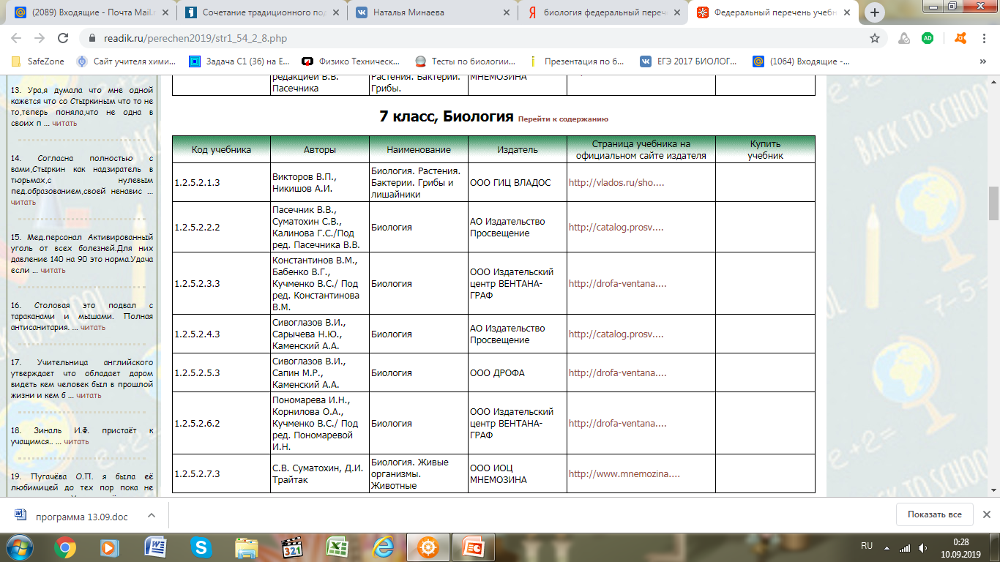 (2089) Входящие - Почта Mail.r
Сочетание традиционного под
Наталья Минаева
биология федеральный переч
Федеральный перечень учебн
readik.ru/perechen2019/str1_54_2_8.php
SafeZone
Сайт учителя хими...
Задача С1 (36) на Е...
Физико Техническ...
Тесты по биологии...
Презентация по б...
ЕГЭ 2017 БИОЛОГ...
(1064) Входящие -...
»
13. Ура,я думала что мне одной
кажется что со Стыркиным что то не
то,теперь поняла,что не одна в
своих п ... читать
14. Согласна полностью с
вами,Стыркин как надзиратель в
тюрьмах,с нулевым
пед.образованием,своей ненавис ...
читать
15. Мед.персонал Активированный
уголь от всех болезней.Для них
давление 140 на 90 это норма.Удача
если ... читать
16. Столовая это подвал с
тараканами и мышами. Полная
антисанитария. ... читать
17. Учительница английского
утверждает что обладает даром
видеть кем человек был в прошлой
жизни и кем б ... читать
18. Зиналь И.Ф. пристаёт к
учащимся.. ... читать
19. Пугачёва О.П. я была её
любимицей до тех пор пока не
редакцией В.В.
Пасечника
Растения. Бактерии.
Грибы.
МНЕМОЗИНА
7 класс, Биология Перейти к содержанию
Код учебника
Авторы
Наименование
Издатель
Страница учебника на
официальном сайте издателя
Купить
учебник
1.2.5.2.1.3
Викторов В.П.,
Никишов А.И.
Биология. Растения.
Бактерии. Грибы и
лишайники
ООО ГИЦ ВЛАДОС
http://vlados.ru/sho....
1.2.5.2.2.2
Пасечник В.В.,
Суматохин С.В.,
Калинова Г.С./Под
ред. Пасечника В.В.
Биология
АО Издательство
Просвещение
http://catalog.prosv....
1.2.5.2.3.3
Константинов В.М.,
Бабенко В.Г.,
Кучменко В.С./ Под
ред. Константинова
В.М.
Биология
ООО Издательский
центр ВЕНТАНА-
ГРАФ
http://drofa-ventana....
1.2.5.2.4.3
Сивоглазов В.И.,
Сарычева Н.Ю.,
Каменский А.А.
Биология
АО Издательство
Просвещение
http://catalog.prosv....
1.2.5.2.5.3
Сивоглазов В.И.,
Сапин М.Р.,
Каменский А.А.
Биология
ООО ДРОФА
http://drofa-ventana....
1.2.5.2.6.2
Пономарева И.Н.,
Корнилова О.А.,
Кучменко В.С./ Под
ред. Пономаревой
И.Н.
Биология
ООО Издательский
центр ВЕНТАНА-
ГРАФ
http://drofa-ventana....
1.2.5.2.7.3
С.В. Суматохин, Д.И.
Трайтак
Биология. Живые
организмы.
Животные
ООО ИОЦ
МНЕМОЗИНА
http://www.mnemozina....
BACK TO SCHOOL
7-5=
e+2=
BACK TO SCHOOL
программа 13.09.doc
Показать все
RU
0:28
10.09.2019